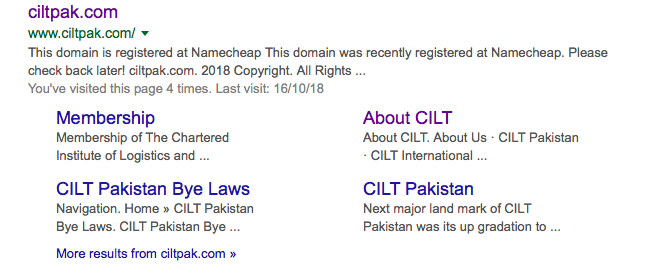 ciltpak.com
www.ciltpak.com/
This domain is registered at Namecheap This domain was recently registered at Namecheap. Please
check back later! ciltpak.com. 2018 Copyright. All Rights ...
You've visited this page 4 times. Last visit: 16/10/18
Membership
Membership of The Chartered
Institute of Logistics and ...
About CILT
About CILT. About Us · CILT Pakistan
· CILT International ...
CILT Pakistan Bye Laws
Navigation. Home » CILT Pakistan
Bye Laws. CILT Pakistan Bye ...
CILT Pakistan
Next major land mark of CILT
Pakistan was its up gradation to ...
More results from ciltpak.com »